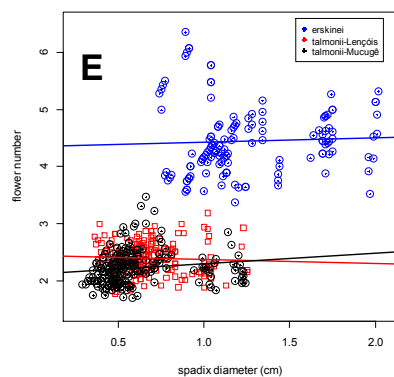 E
erskinei
talmonii-Lençóis
talmonii-Mucugê
flower number
6
5
4
3
2
0.5 1.0 1.5 2.0
spadix diameter (cm)